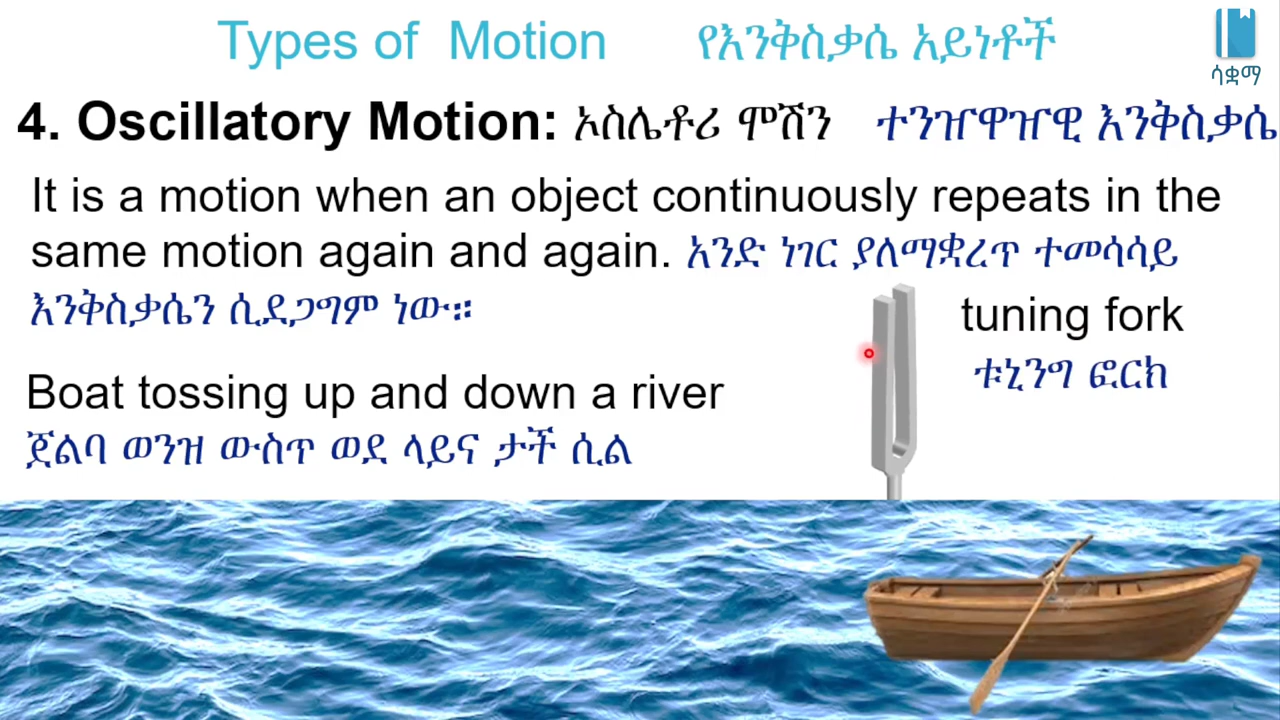 Types of Motion የእንቅስቃሴ አይነቶች
ሳቋማ
4. Oscillatory Motion: ኦስሌቶሪ ሞሽን ተንዠዋዠዊ እንቅስቃሴ
It is a motion when an object continuously repeats in the
same motion again and again. አንድ ነገር ያለማቋረጥ ተመሳሳይ
እንቅስቃሴን ሲደጋግም ነው።
tuning fork
ቱኒንግ ፎርክ
Boat tossing up and down a river
ጀልባ ወንዝ ውስጥ ወደ ላይና ታች ሲል